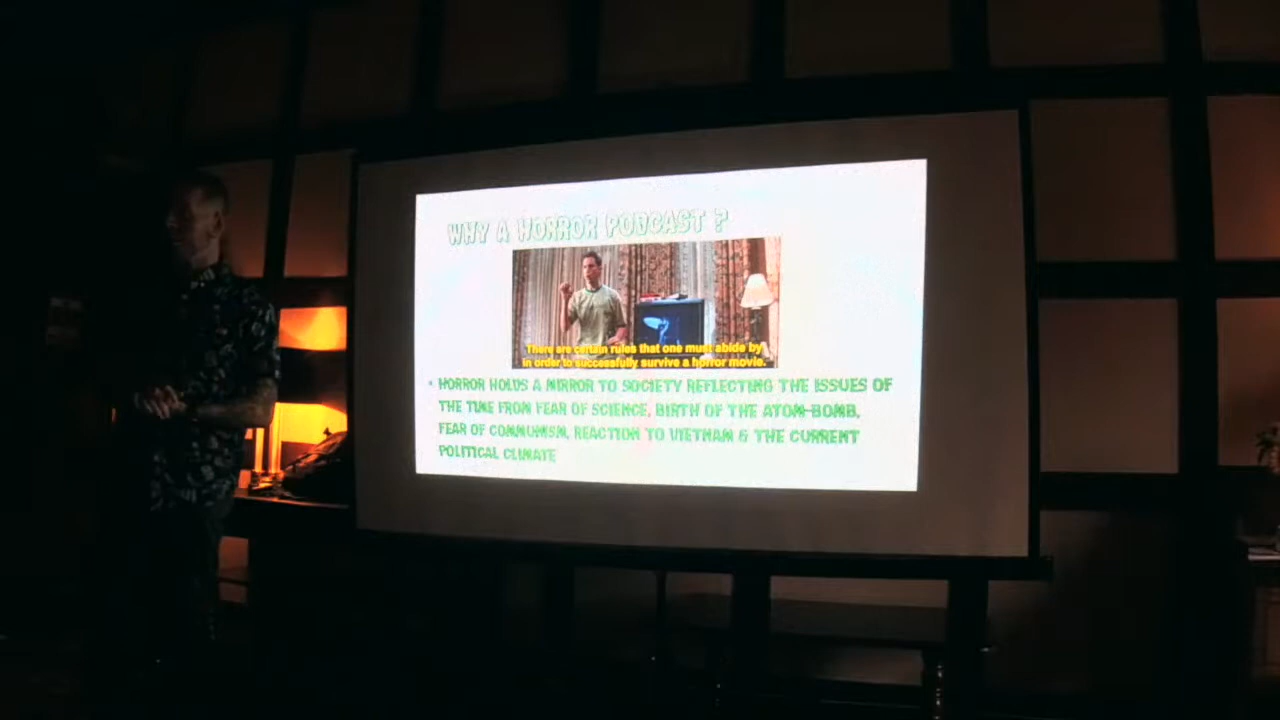 WHY A HORROR PODCAST ?
There are certain rules that one must abide by
in order to successfully survive a horror movie.
• HORROR HOLDS A MIRROR TO SOCIETY REFLECTING THE ISSUES OF
THE TIME FROM FEAR OF SCIENCE, BIRTH OF THE ATOM-BOMB,
FEAR OF COMMUNISM, REACTION TO VIETNAM & THE CURRENT
POLITICAL CLIMATE